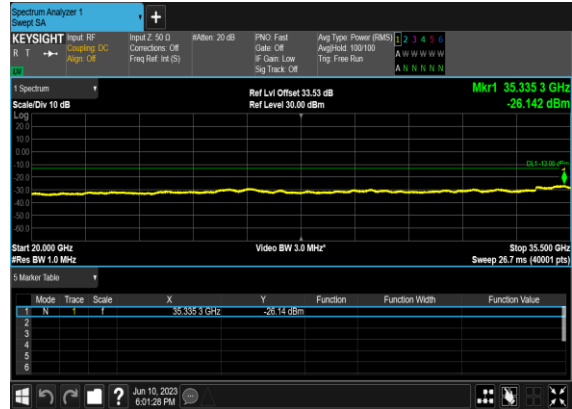 Spectrum Analyzer 1
Swept SA
+
KEYSIGHT Input: RF Input Z: 50 Ω #Atten: 20 dB PNO: Fast Avg Type: Power (RMS) 1 2 3 4 5 6
R T Coupling: DC Corrections: Off Gate: Off Avg|Hold: 100/100 A W W W W W
Align: Off Freq Ref: Int (S) IF Gain: Low Trig: Free Run
Sig Track: Off A N N N N N
1 Spectrum Ref Lvl Offset 33.53 dB Mkr1 35.335 3 GHz
Scale/Div 10 dB Ref Level 30.00 dBm -26.142 dBm
Log
20.0
10.0
0.00
-10.0 DL1 -13.00 dBm
-20.0
-30.0
-40.0
-50.0
-60.0
Start 20.000 GHz Video BW 3.0 MHz* Stop 35.500 GHz
#Res BW 1.0 MHz Sweep 26.7 ms (40001 pts)
5 Marker Table
Mode Trace Scale X Y Function Function Width Function Value
1 N 1 f 35.335 3 GHz -26.14 dBm
2
3
4
5
6
? Jun 10, 2023
6:01:28 PM